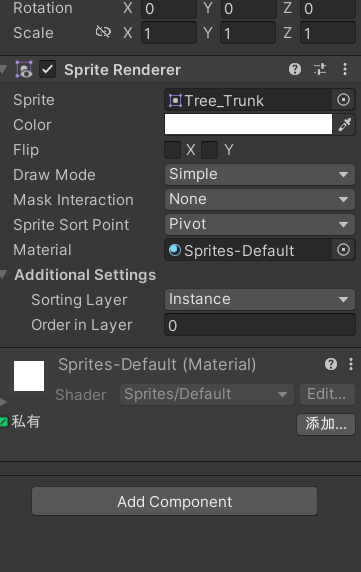 Rotation X 0 Y 0 Z 0
Scale X 1 Y 1 Z 1
Sprite Renderer
Sprite Tree_Trunk
Color
Flip X Y
Draw Mode Simple
Mask Interaction None
Sprite Sort Point Pivot
Material Sprites-Default
Additional Settings
Sorting Layer Instance
Order in Layer 0
Sprites-Default (Material)
Shader Sprites/Default Edit...
私有 添加...
Add Component